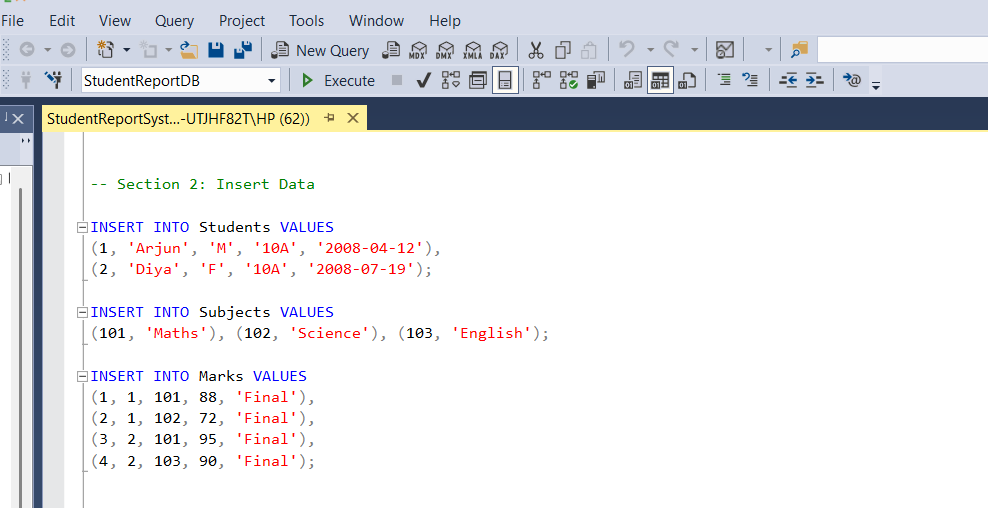 File Edit View Query Project Tools Window Help
New Query MDX DMX XMLA DAX
StudentReportDB Execute
StudentReportSyst...-UTJHF82T\HP (62))
-- Section 2: Insert Data
INSERT INTO Students VALUES
(1, 'Arjun', 'M', '10A', '2008-04-12'),
(2, 'Diya', 'F', '10A', '2008-07-19');
INSERT INTO Subjects VALUES
(101, 'Maths'), (102, 'Science'), (103, 'English');
INSERT INTO Marks VALUES
(1, 1, 101, 88, 'Final'),
(2, 1, 102, 72, 'Final'),
(3, 2, 101, 95, 'Final'),
(4, 2, 103, 90, 'Final');